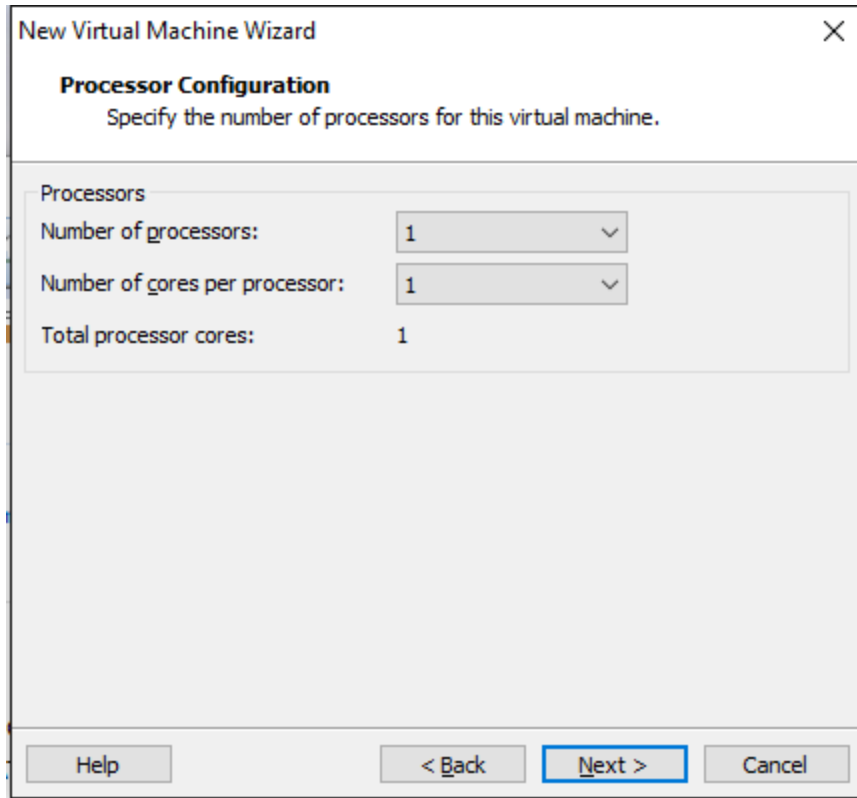 New Virtual Machine Wizard
Processor Configuration
Specify the number of processors for this virtual machine.
Processors
Number of processors: 1
Number of cores per processor: 1
Total processor cores: 1
Help < Back Next > Cancel